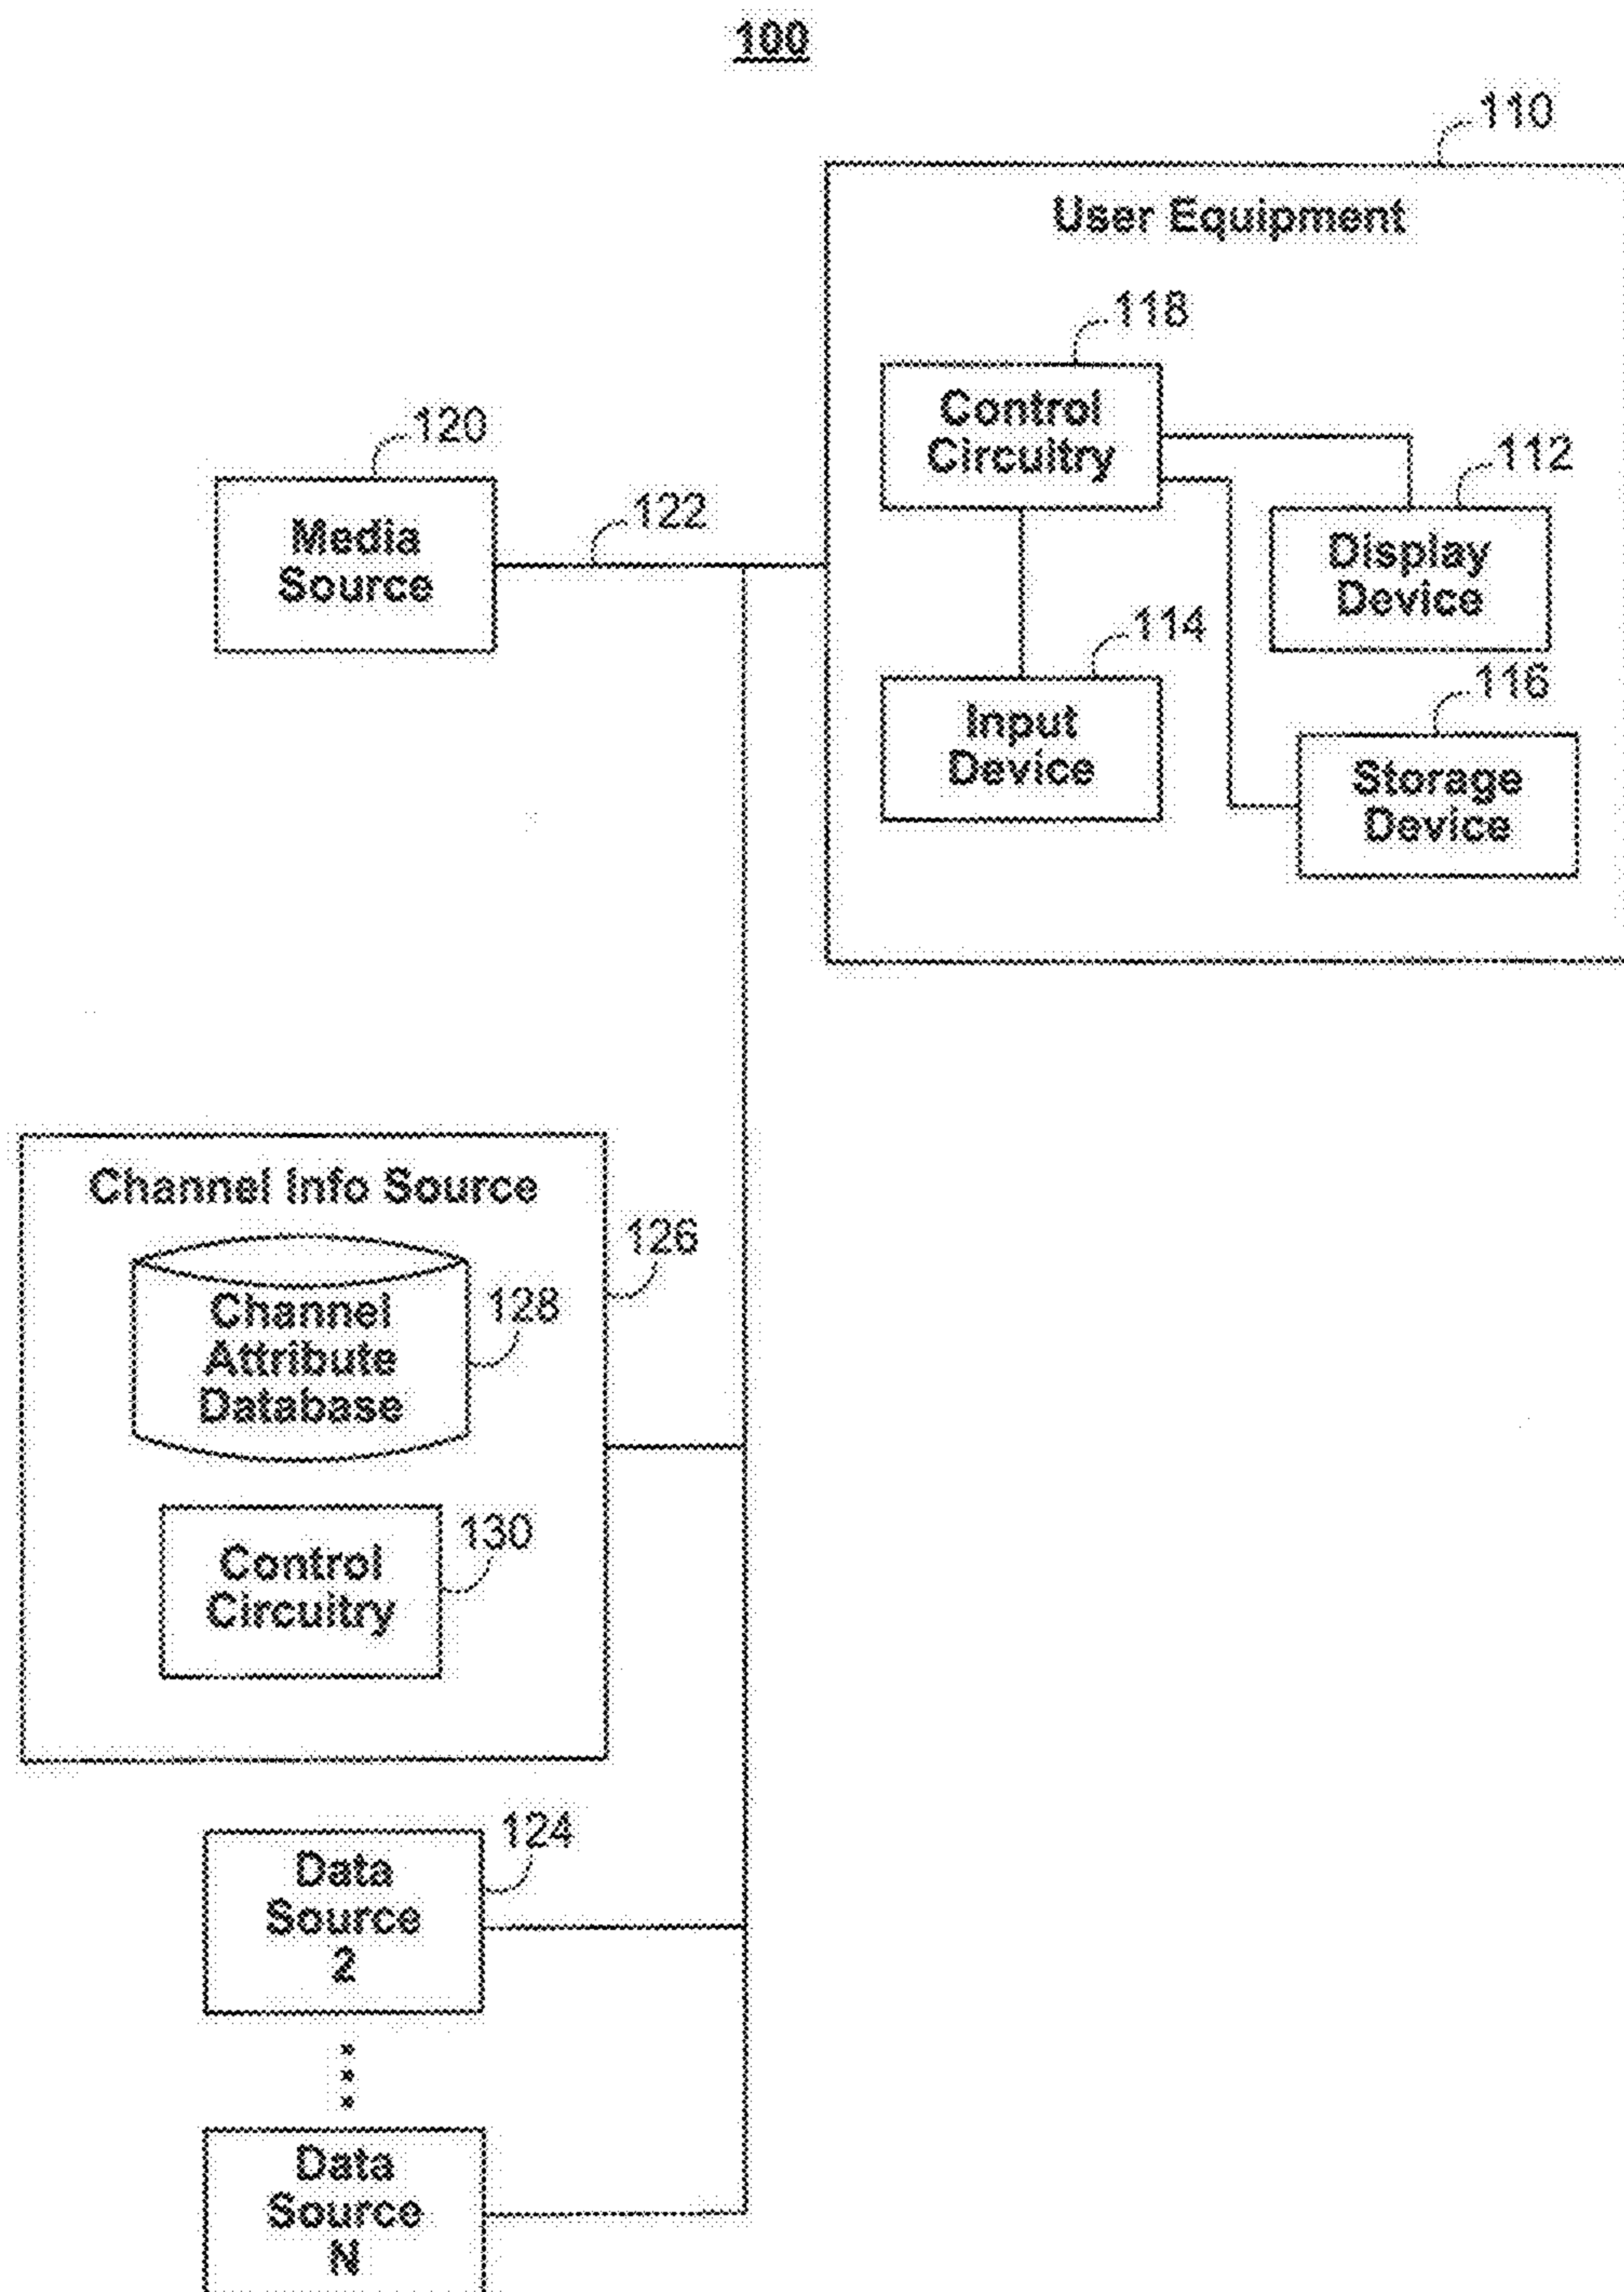 100
110
User Equipment
118
Control
Circuitry
120
112
Media
Source
122
Display
Device
114
116
Input
Device
Storage
Device
Channel Info Source
126
128
Channel
Attribute
Database
130
Control
Circuitry
124
Data
Source
2
Data
Source
N